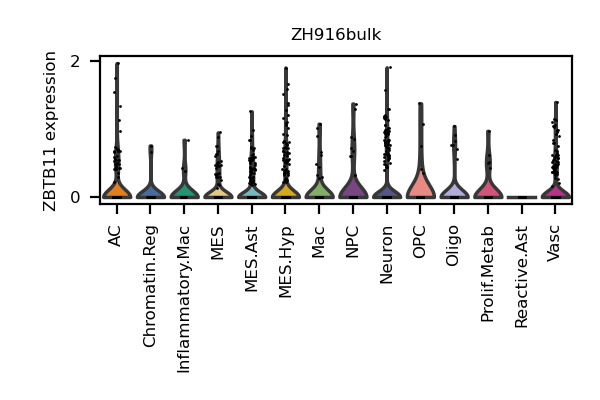 ZH916bulk
ZBTB11 expression
2
0
AC
Chromatin.Reg
Inflammatory.Mac
MES
MES.Ast
MES.Hyp
Mac
NPC
Neuron
OPC
Oligo
Prolif.Metab
Reactive.Ast
Vasc